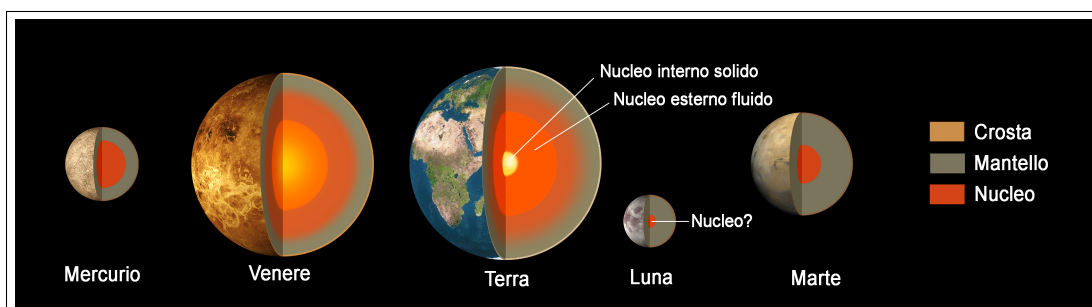 Nucleo interno solido
Nucleo esterno fluido
Crosta
Mantello
Nucleo
Nucleo?
Mercurio
Venere
Terra
Luna
Marte